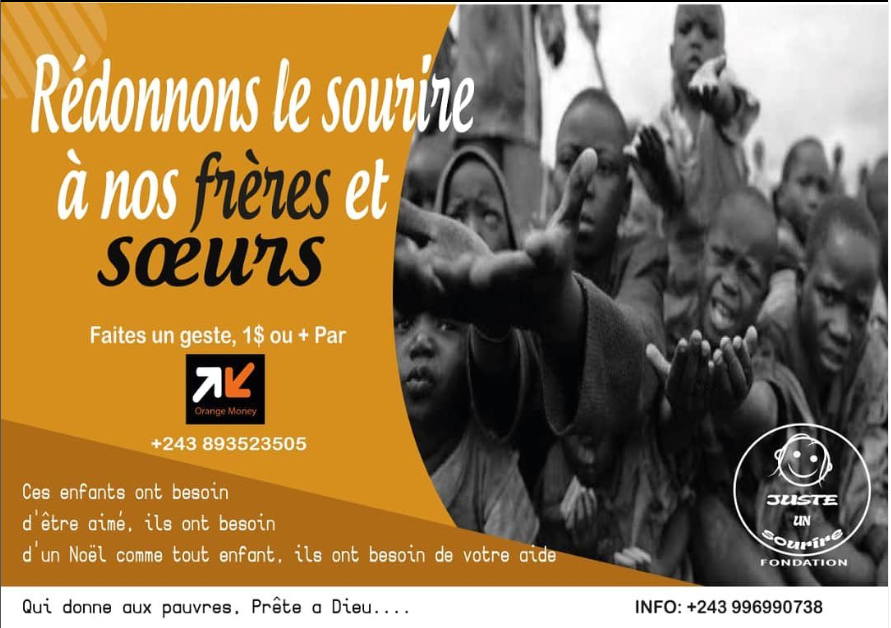 Rédonnons le sourire
à nos frères et
sœurs
Faites un geste, 1$ ou + Par
Orange Money
+243 893523505
Ces enfants ont besoin
d'être aimé, ils ont besoin
d'un Noël comme tout enfant, ils ont besoin de votre aide
JUSTE
UN
sourire
FONDATION
Qui donne aux pauvres, Prête a Dieu....
INFO: +243 996990738